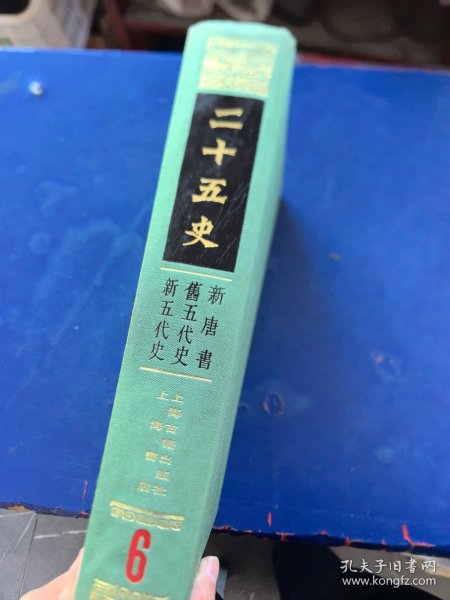 二十五史
新唐書
舊五代史
新五代史
上海古籍出版社
上海書店
6
孔夫子旧书网
www.kongfz.com